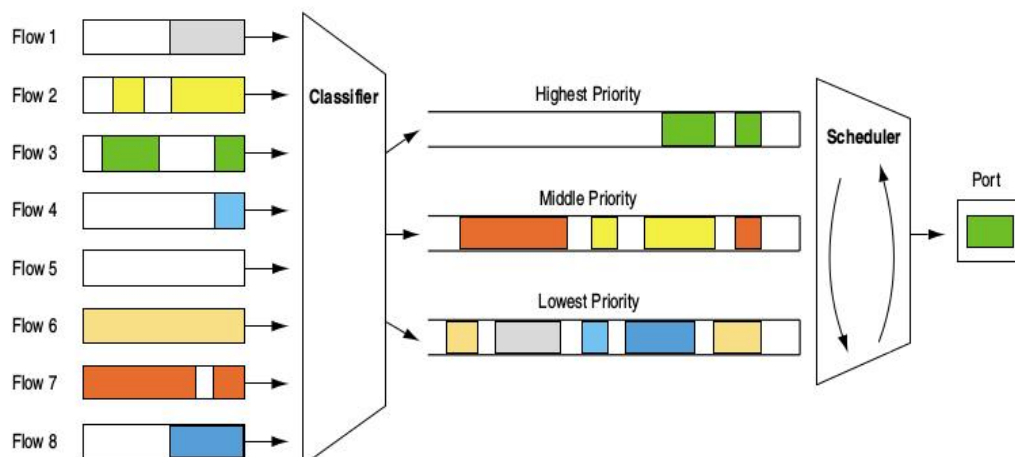 Flow 1
Flow 2
Flow 3
Flow 4
Flow 5
Flow 6
Flow 7
Flow 8
Classifier
Highest Priority
Middle Priority
Lowest Priority
Scheduler
Port